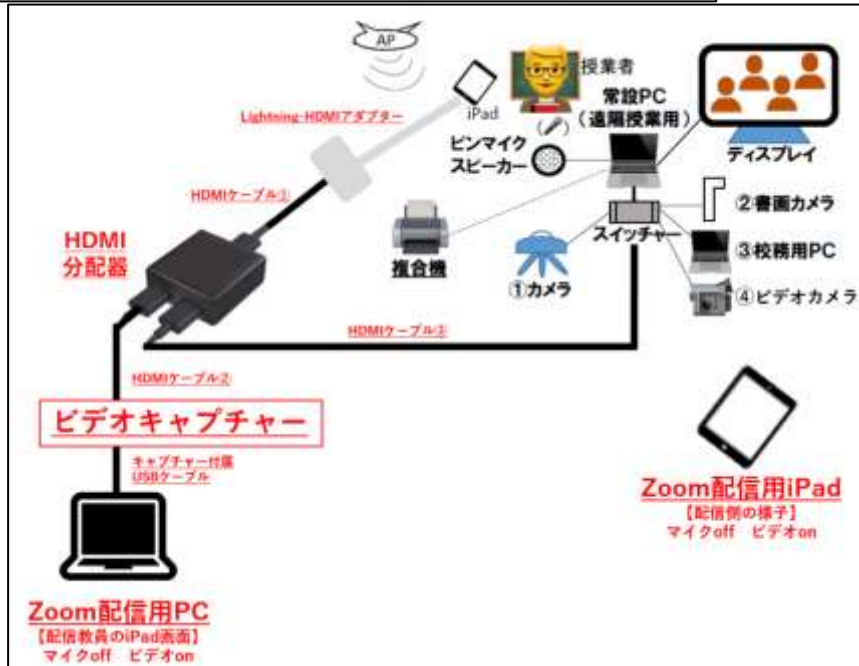 AP
授業者
iPad
常設PC
(遠隔授業用)
Lightning-HDMIアダプター
ピンマイク
スピーカー
ディスプレイ
HDMIケーブル①
②書画カメラ
スイッチャー
HDMI
分配器
複合機
③校務用PC
①カメラ
④ビデオカメラ
HDMIケーブル③
HDMIケーブル②
ビデオキャプチャー
キャプチャー付属
USBケーブル
Zoom配信用iPad
【配信側の様子】
マイクoff ビデオon
Zoom配信用PC
【配信教員のiPad画面】
マイクoff ビデオon